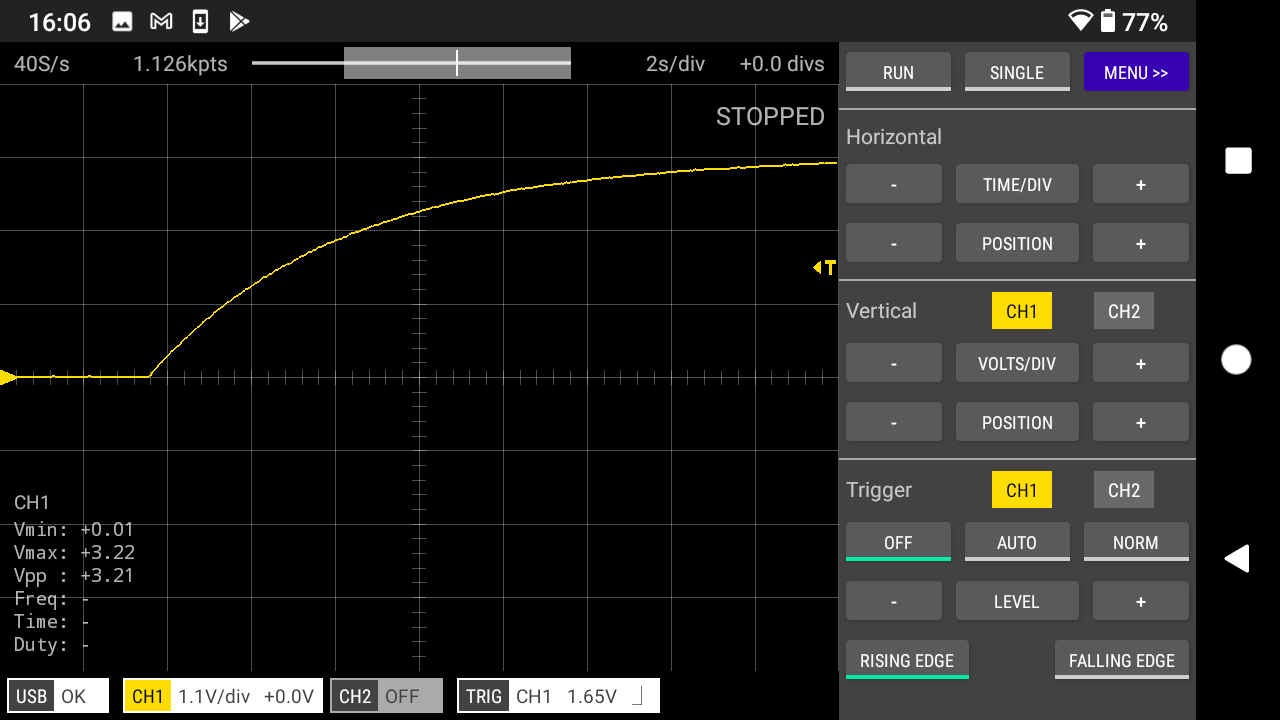 16:06 77%
40S/s 1.126kpts 2s/div +0.0 divs
STOPPED
T
CH1
Vmin: +0.01
Vmax: +3.22
Vpp : +3.21
Freq: -
Time: -
Duty: -
USB OK CH1 1.1V/div +0.0V CH2 OFF TRIG CH1 1.65V
RUN SINGLE MENU >>
Horizontal
- TIME/DIV +
- POSITION +
Vertical CH1 CH2
- VOLTS/DIV +
- POSITION +
Trigger CH1 CH2
OFF AUTO NORM
- LEVEL +
RISING EDGE FALLING EDGE